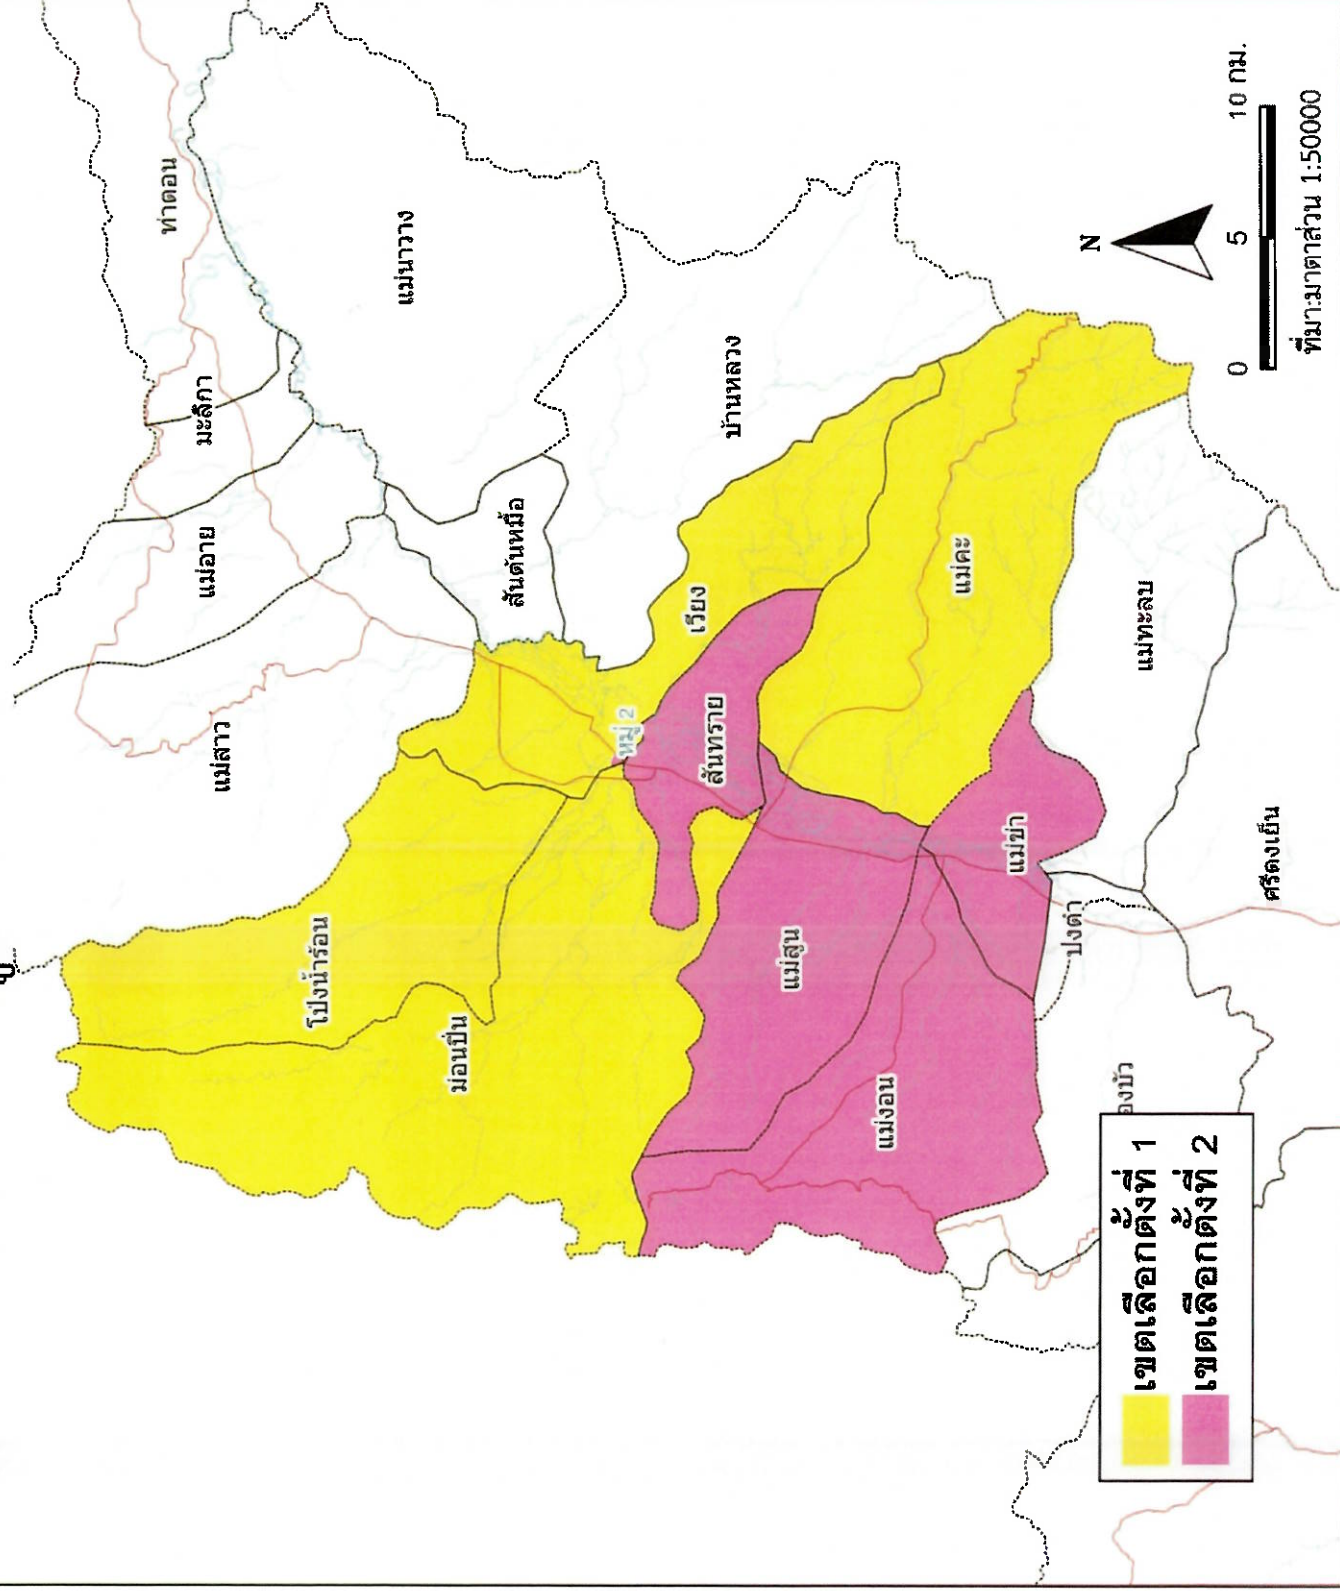 ท่าตอน
มะลิกา
แม่อาย
แม่สาว
แม่นาวาง
สันต้นหมื้อ
บ้านหลวง
โป่งน้ำร้อน
ม่อนปิ่น
เวียง
หมู่ 2
สันทราย
แม่คะ
แม่สูน
แม่งอน
แม่ข่า
แม่ทะลบ
ปงตำ
ศรีดงเย็น
องบัว
N
0 5 10 กม.
ที่มา:มาตาส่วน 1:50000
เขตเลือกตั้งที่ 1
เขตเลือกตั้งที่ 2